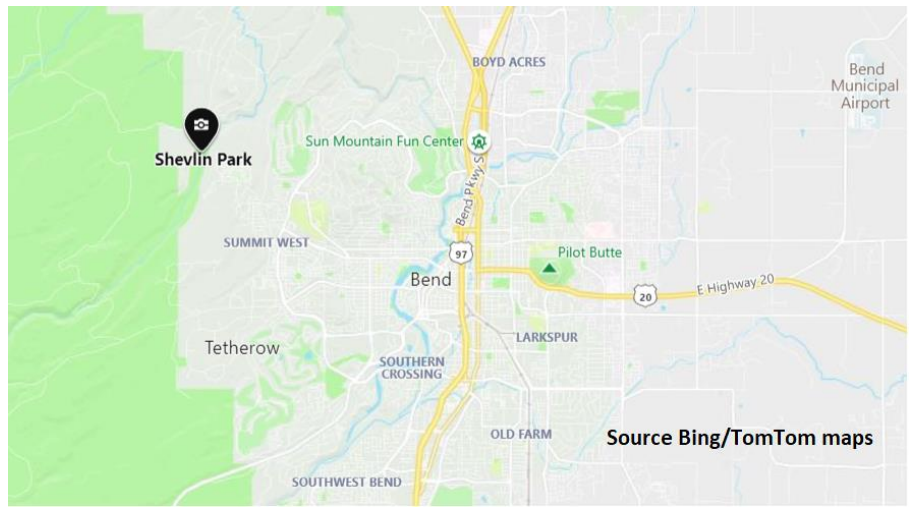 BOYD ACRES
Bend
Municipal
Airport
Shevlin Park
Sun Mountain Fun Center
Bend Pkwy S
SUMMIT WEST
97
Pilot Butte
Bend
20
E Highway 20
Tetherow
LARKSPUR
SOUTHERN
CROSSING
OLD FARM
Source Bing/TomTom maps
SOUTHWEST BEND